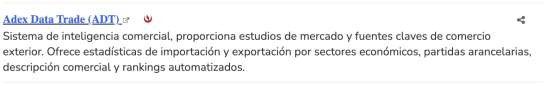 Adex Data Trade (ADT)
Sistema de inteligencia comercial, proporciona estudios de mercado y fuentes claves de comercio
exterior. Ofrece estadísticas de importación y exportación por sectores económicos, partidas arancelarias,
descripción comercial y rankings automatizados.